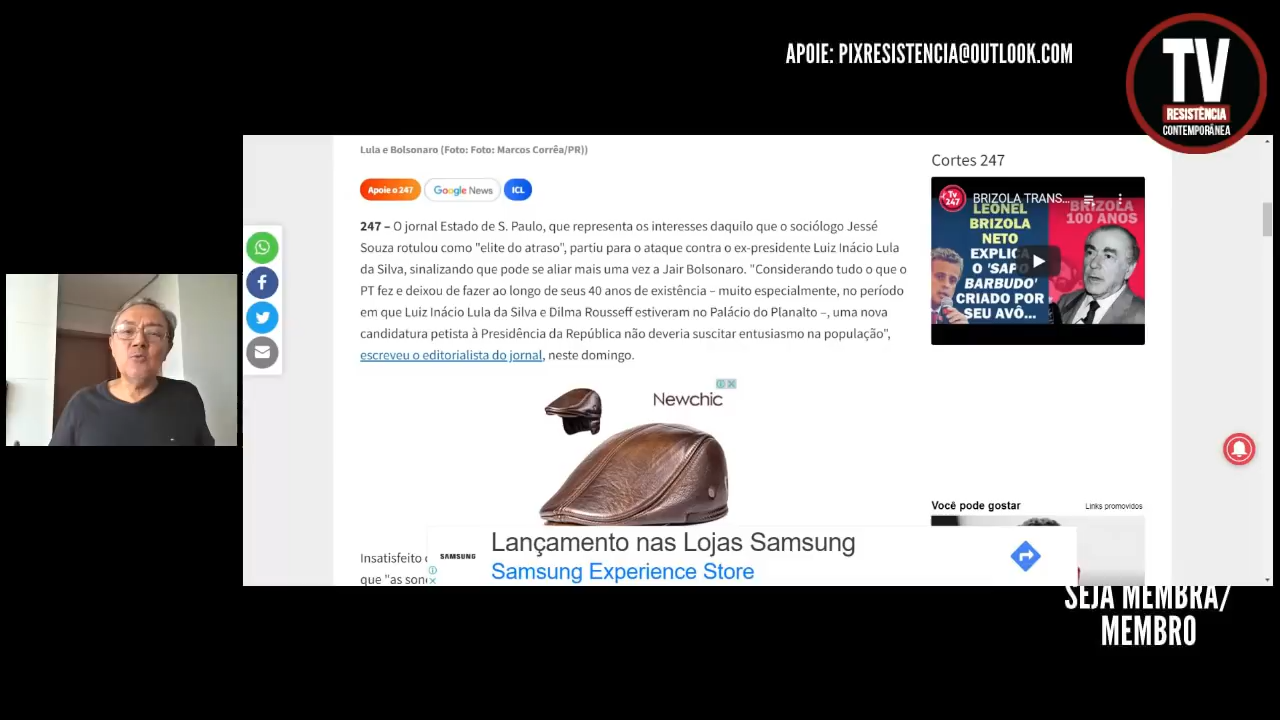 APOIE: PIXRESISTENCIA@OUTLOOK.COM
TV
RESISTÊNCIA
CONTEMPORÂNEA
Lula e Bolsonaro (Foto: Foto: Marcos Corrêa/PR))
Apoie o 247
Google News
ICL
247 – O jornal Estado de S. Paulo, que representa os interesses daquilo que o sociólogo Jessé
Souza rotulou como "elite do atraso", partiu para o ataque contra o ex-presidente Luiz Inácio Lula
da Silva, sinalizando que pode se aliar mais uma vez a Jair Bolsonaro. "Considerando tudo o que o
PT fez e deixou de fazer ao longo de seus 40 anos de existência – muito especialmente, no período
em que Luiz Inácio Lula da Silva e Dilma Rousseff estiveram no Palácio do Planalto –, uma nova
candidatura petista à Presidência da República não deveria suscitar entusiasmo na população",
escreveu o editorialista do jornal, neste domingo.
Newchic
Insatisfeito
que "as
SAMSUNG
Lançamento nas Lojas Samsung
Samsung Experience Store
Cortes 247
TV 247
BRIZOLA TRANS...
LEONEL
BRIZOLA
NETO
EXPLICA
O 'SAPO
BARBUDO'
CRIADO POR
SEU AVÔ...
BRIZOLA
100 ANOS
Você pode gostar
Links promovidos
SEJA MEMBRA/
MEMBRO